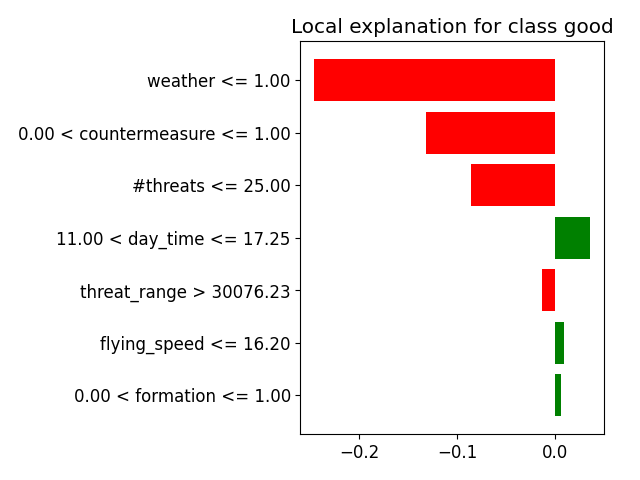 Local explanation for class good
weather <= 1.00
0.00 < countermeasure <= 1.00
#threats <= 25.00
11.00 < day_time <= 17.25
threat_range > 30076.23
flying_speed <= 16.20
0.00 < formation <= 1.00
−0.2 −0.1 0.0